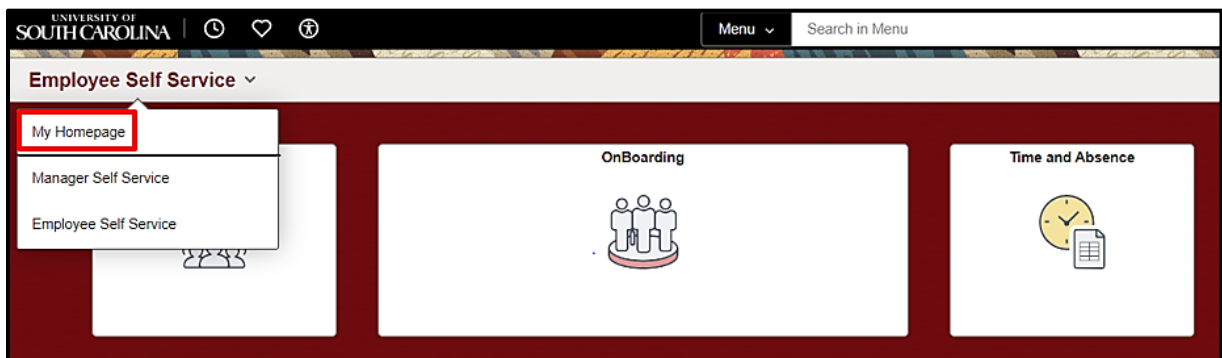 UNIVERSITY OF
SOUTH CAROLINA
Menu
Search in Menu
Employee Self Service
My Homepage
Manager Self Service
Employee Self Service
OnBoarding
Time and Absence